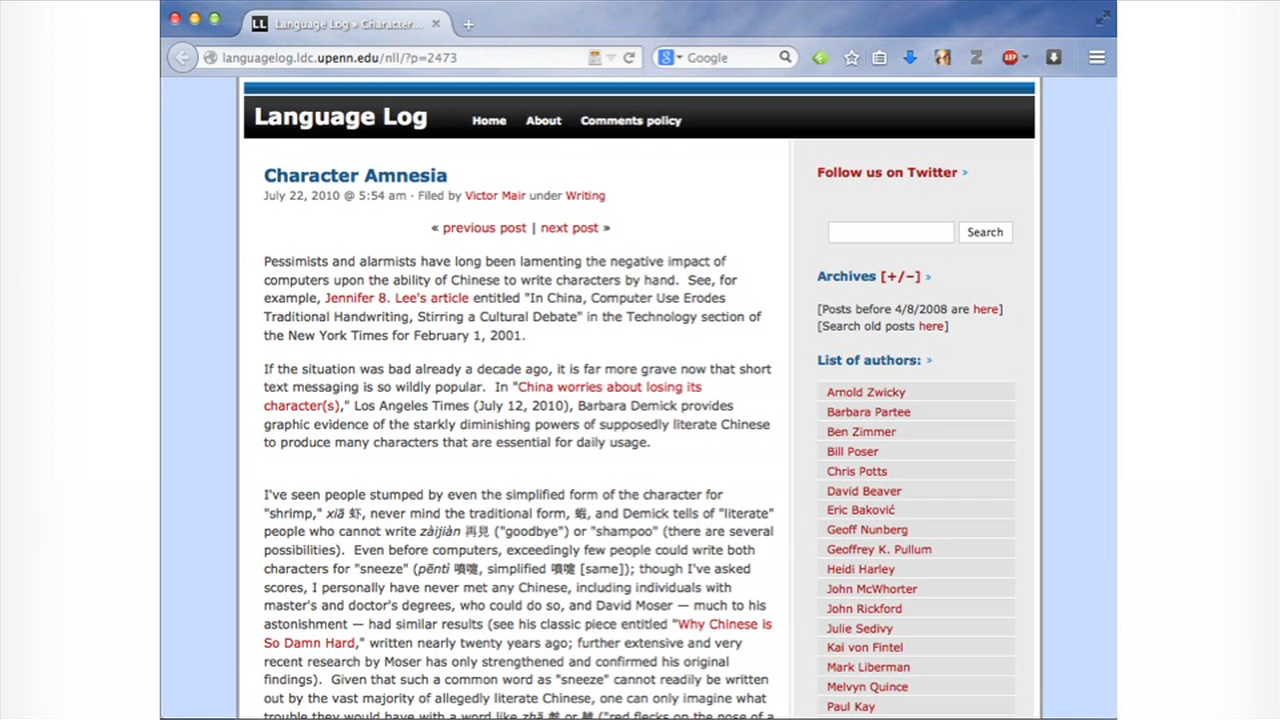 LL Language Log » Character...
languagelog.ldc.upenn.edu/nll/?p=2473
Google
Language Log
Home About Comments policy
Character Amnesia
July 22, 2010 @ 5:54 am · Filed by Victor Mair under Writing
« previous post | next post »
Pessimists and alarmists have long been lamenting the negative impact of
computers upon the ability of Chinese to write characters by hand. See, for
example, Jennifer 8. Lee's article entitled "In China, Computer Use Erodes
Traditional Handwriting, Stirring a Cultural Debate" in the Technology section of
the New York Times for February 1, 2001.
If the situation was bad already a decade ago, it is far more grave now that short
text messaging is so wildly popular. In "China worries about losing its
character(s)," Los Angeles Times (July 12, 2010), Barbara Demick provides
graphic evidence of the starkly diminishing powers of supposedly literate Chinese
to produce many characters that are essential for daily usage.
I've seen people stumped by even the simplified form of the character for
"shrimp," xiā 虾, never mind the traditional form, 蝦, and Demick tells of "literate"
people who cannot write zàijiàn 再見 ("goodbye") or "shampoo" (there are several
possibilities). Even before computers, exceedingly few people could write both
characters for "sneeze" (pēntì 噴嚏, simplified 噴嚏 [same]); though I've asked
scores, I personally have never met any Chinese, including individuals with
master's and doctor's degrees, who could do so, and David Moser — much to his
astonishment — had similar results (see his classic piece entitled "Why Chinese Is
So Damn Hard," written nearly twenty years ago; further extensive and very
recent research by Moser has only strengthened and confirmed his original
findings). Given that such a common word as "sneeze" cannot readily be written
out by the vast majority of allegedly literate Chinese, one can only imagine what
trouble they would have with a word like zhā or ("red flecks on the nose of a
Follow us on Twitter »
Search
Archives [+/−] »
[Posts before 4/8/2008 are here]
[Search old posts here]
List of authors: »
Arnold Zwicky
Barbara Partee
Ben Zimmer
Bill Poser
Chris Potts
David Beaver
Eric Baković
Geoff Nunberg
Geoffrey K. Pullum
Heidi Harley
John McWhorter
John Rickford
Julie Sedivy
Kai von Fintel
Mark Liberman
Melvyn Quince
Paul Kay